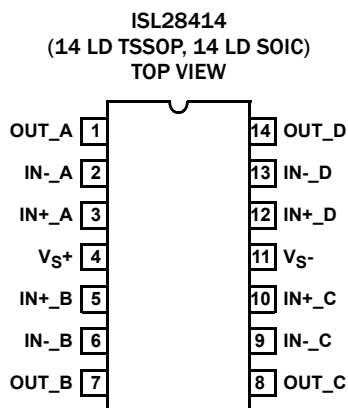 ISL28414
(14 LD TSSOP, 14 LD SOIC)
TOP VIEW
OUT_A 1 14 OUT_D
IN-_A 2 13 IN-_D
IN+_A 3 12 IN+_D
VS+ 4 11 VS-
IN+_B 5 10 IN+_C
IN-_B 6 9 IN-_C
OUT_B 7 8 OUT_C